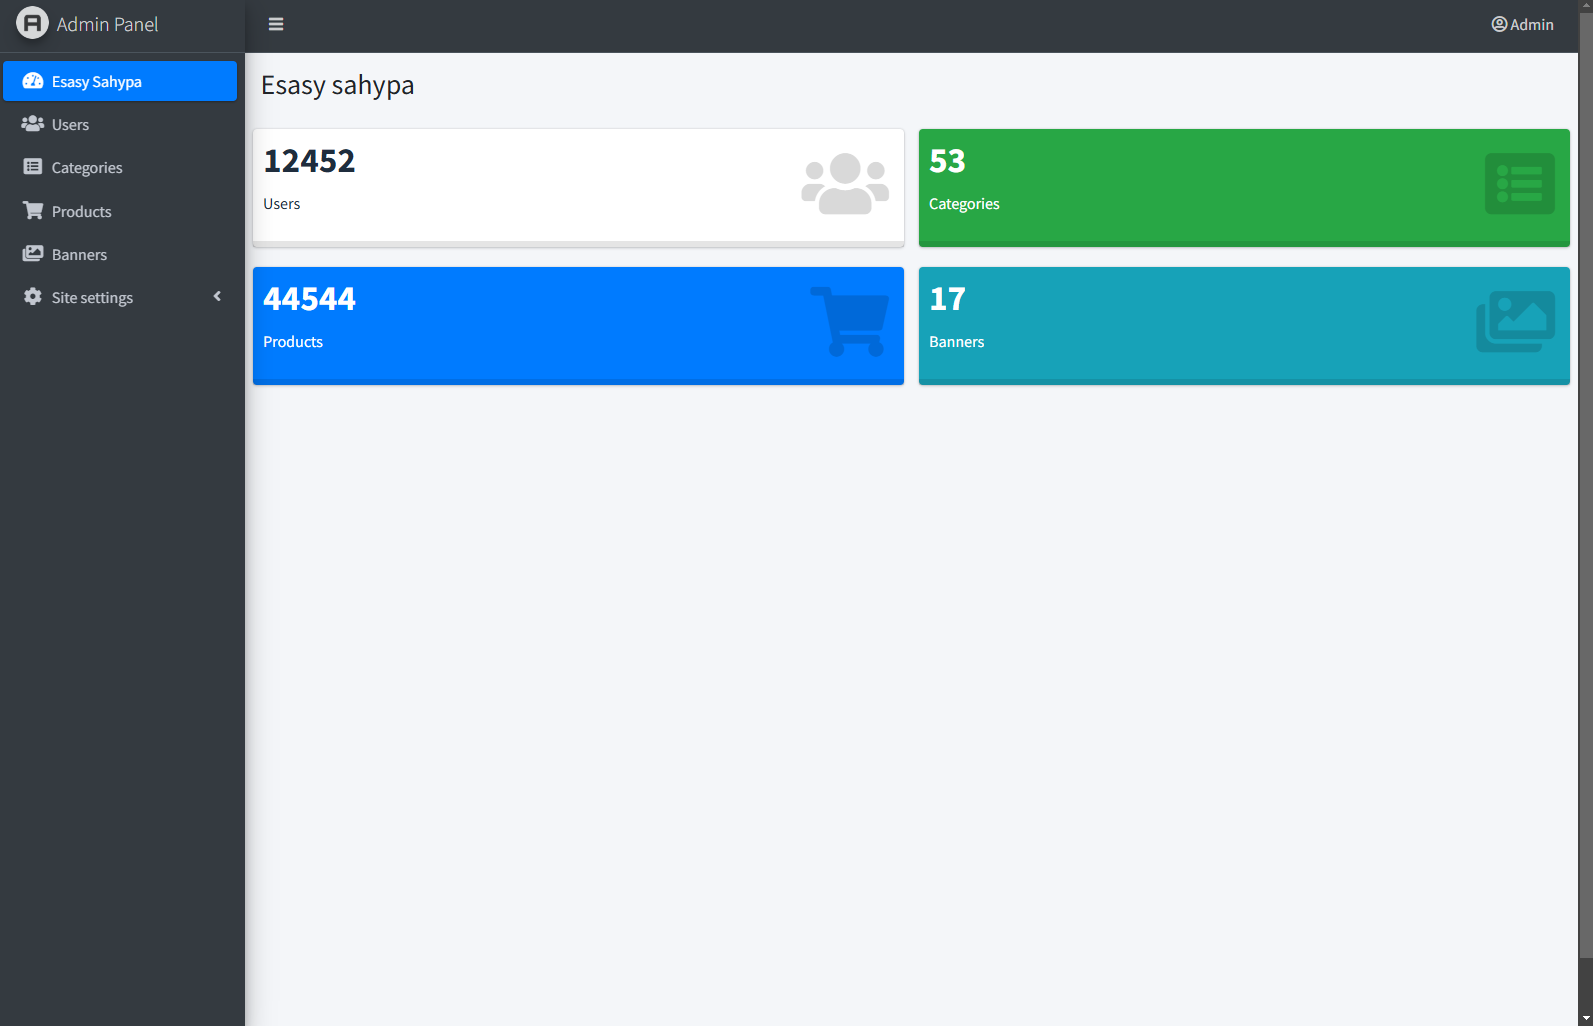 Admin Panel
Admin
Esasy Sahypa
Users
Categories
Products
Banners
Site settings
Esasy sahypa
12452
Users
53
Categories
44544
Products
17
Banners